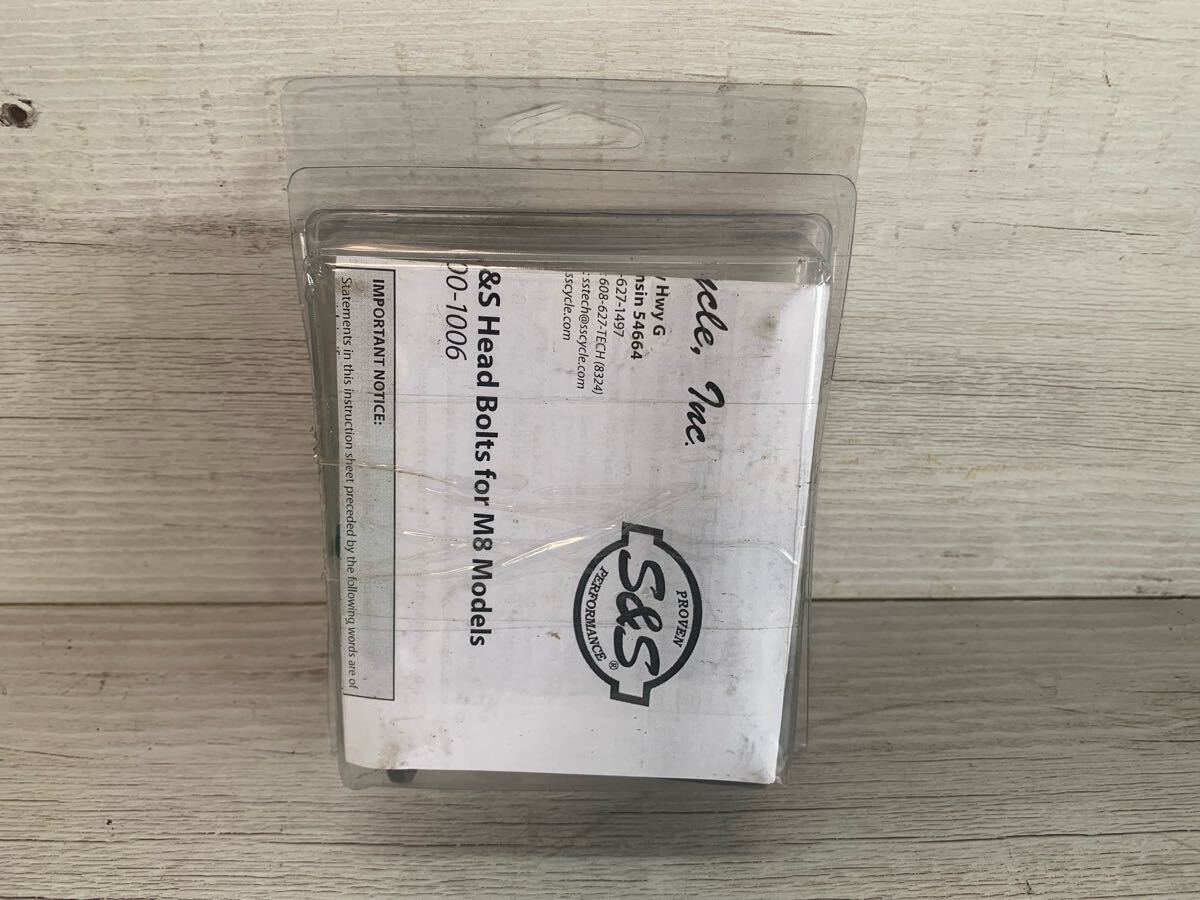 ycle, Inc.
y Hwy G
nsin 54664
-627-1497
: 608-627-TECH (8324)
: sstech@sscycle.com
sscycle.com
PROVEN
S&S
PERFORMANCE ®
&S Head Bolts for M8 Models
00-1006
IMPORTANT NOTICE:
Statements in this instruction sheet preceded by the following words are of